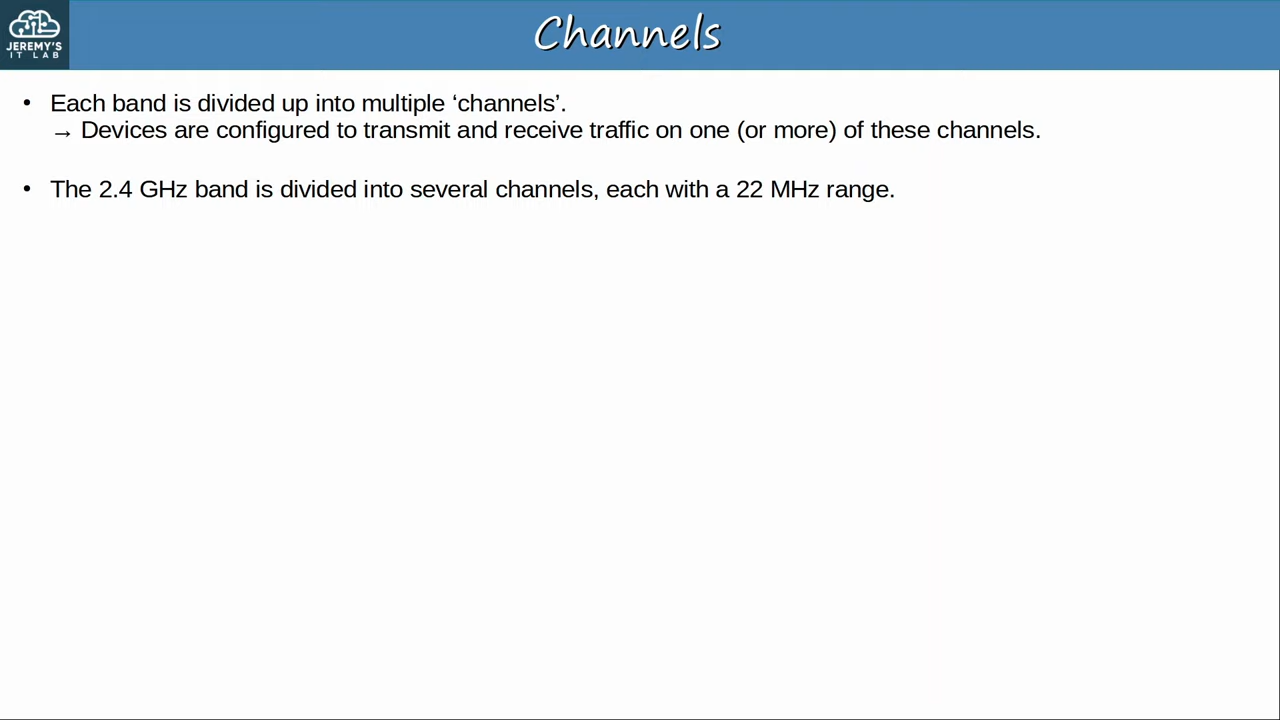 JEREMY'S
IT LAB
Channels
• Each band is divided up into multiple ‘channels’.
→ Devices are configured to transmit and receive traffic on one (or more) of these channels.
• The 2.4 GHz band is divided into several channels, each with a 22 MHz range.